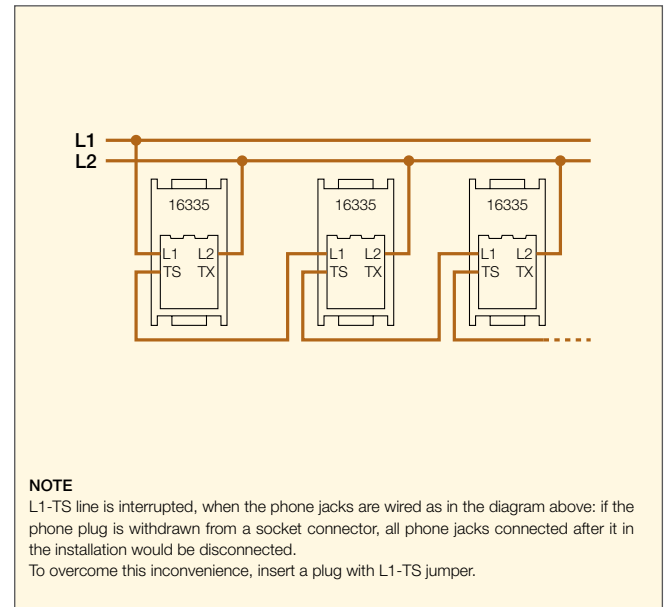 L1
L2
16335 16335 16335
L1 L2 L1 L2 L1 L2
TS TX TS TX TS TX
NOTE
L1-TS line is interrupted, when the phone jacks are wired as in the diagram above: if the
phone plug is withdrawn from a socket connector, all phone jacks connected after it in
the installation would be disconnected.
To overcome this inconvenience, insert a plug with L1-TS jumper.